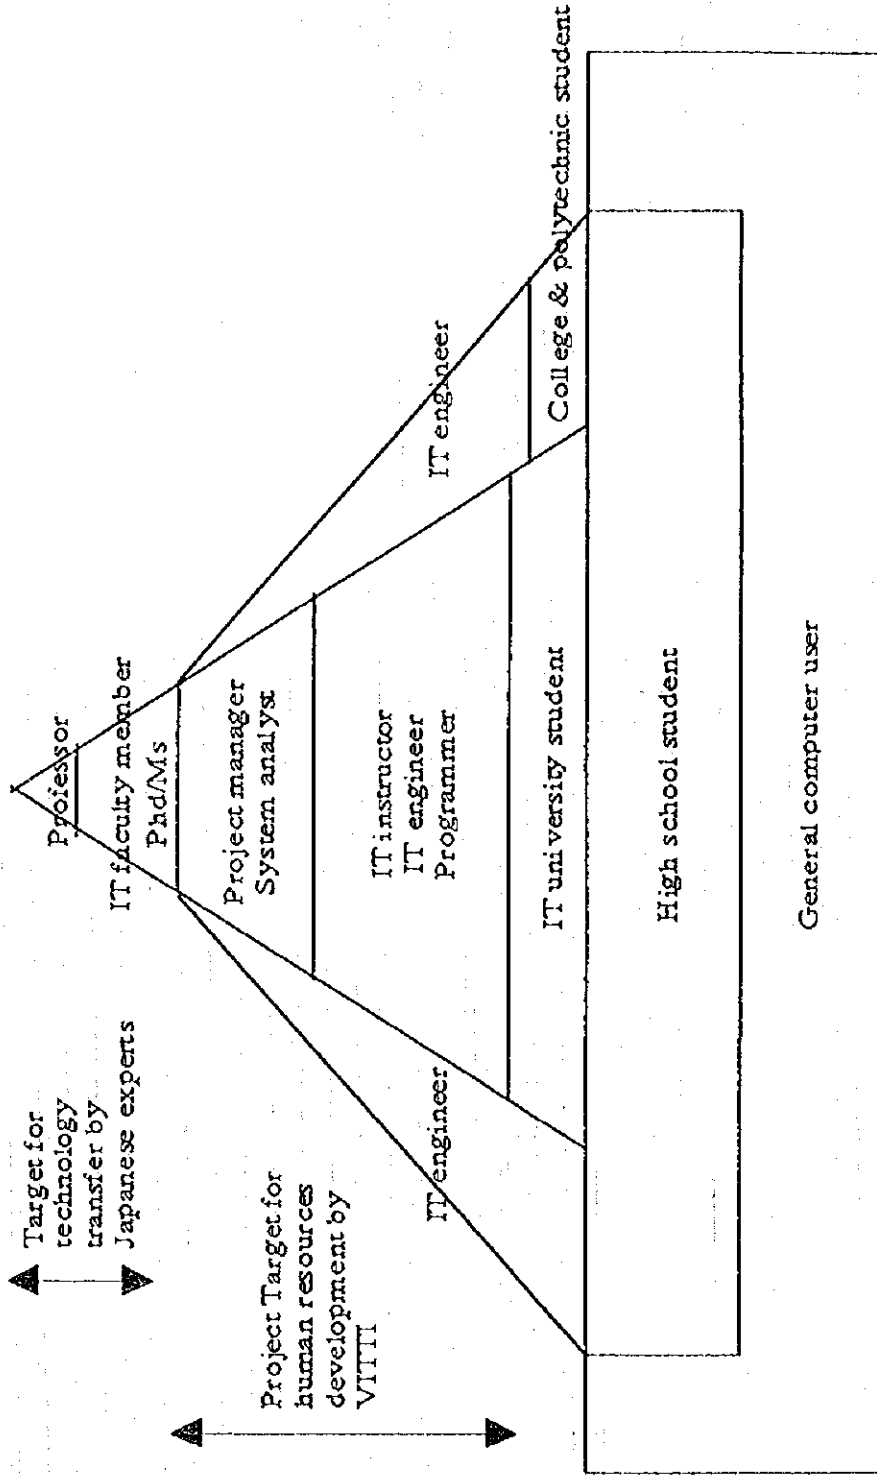 Target for
technology
transfer by
Japanese experts
Project Target for
human resources
development by
VITTI
Professor
IT faculty member
Phd/Ms
Project manager
System analyst
IT instructor
IT engineer
Programmer
IT engineer
IT engineer
IT university student
College & polytechnic student
High school student
General computer user